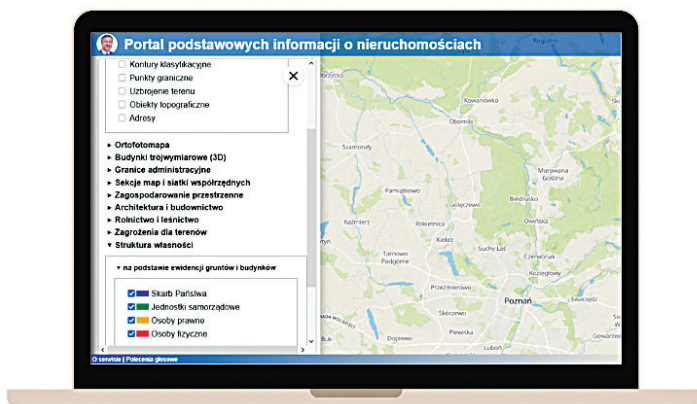 Portal podstawowych informacji o nieruchomościach
Kontury klasyfikacyjne
Punkty graniczne
Uzbrojenie terenu
Obiekty topograficzne
Adresy
Ortofotomapa
Budynki trójwymiarowe (3D)
Granice administracyjne
Sekcje map i siatki współrzędnych
Zagospodarowanie przestrzenne
Architektura i budownictwo
Rolnictwo i leśnictwo
Zagrożenia dla terenów
Struktura własności
na podstawie ewidencji gruntów i budynków
Skarb Państwa
Jednostki samorządowe
Osoby prawne
Osoby fizyczne
O serwisie | Polecenia głosowe
Rogoźno
Kowanówko
Oborniki
Szamotuły
Murowana
Goślina
Pamiątkowo
Golęczewo
Biedrusko
Kaźmierz
Rokietnica
Owińska
Kiekrz
Suchy Las
Czerwonak
Tarnowo
Podgórne
Koziegłowy
Przeźmierowo
Poznań
Swarzędz
Skórzewo
Buk
Dopiewo
Plewiska
Luboń